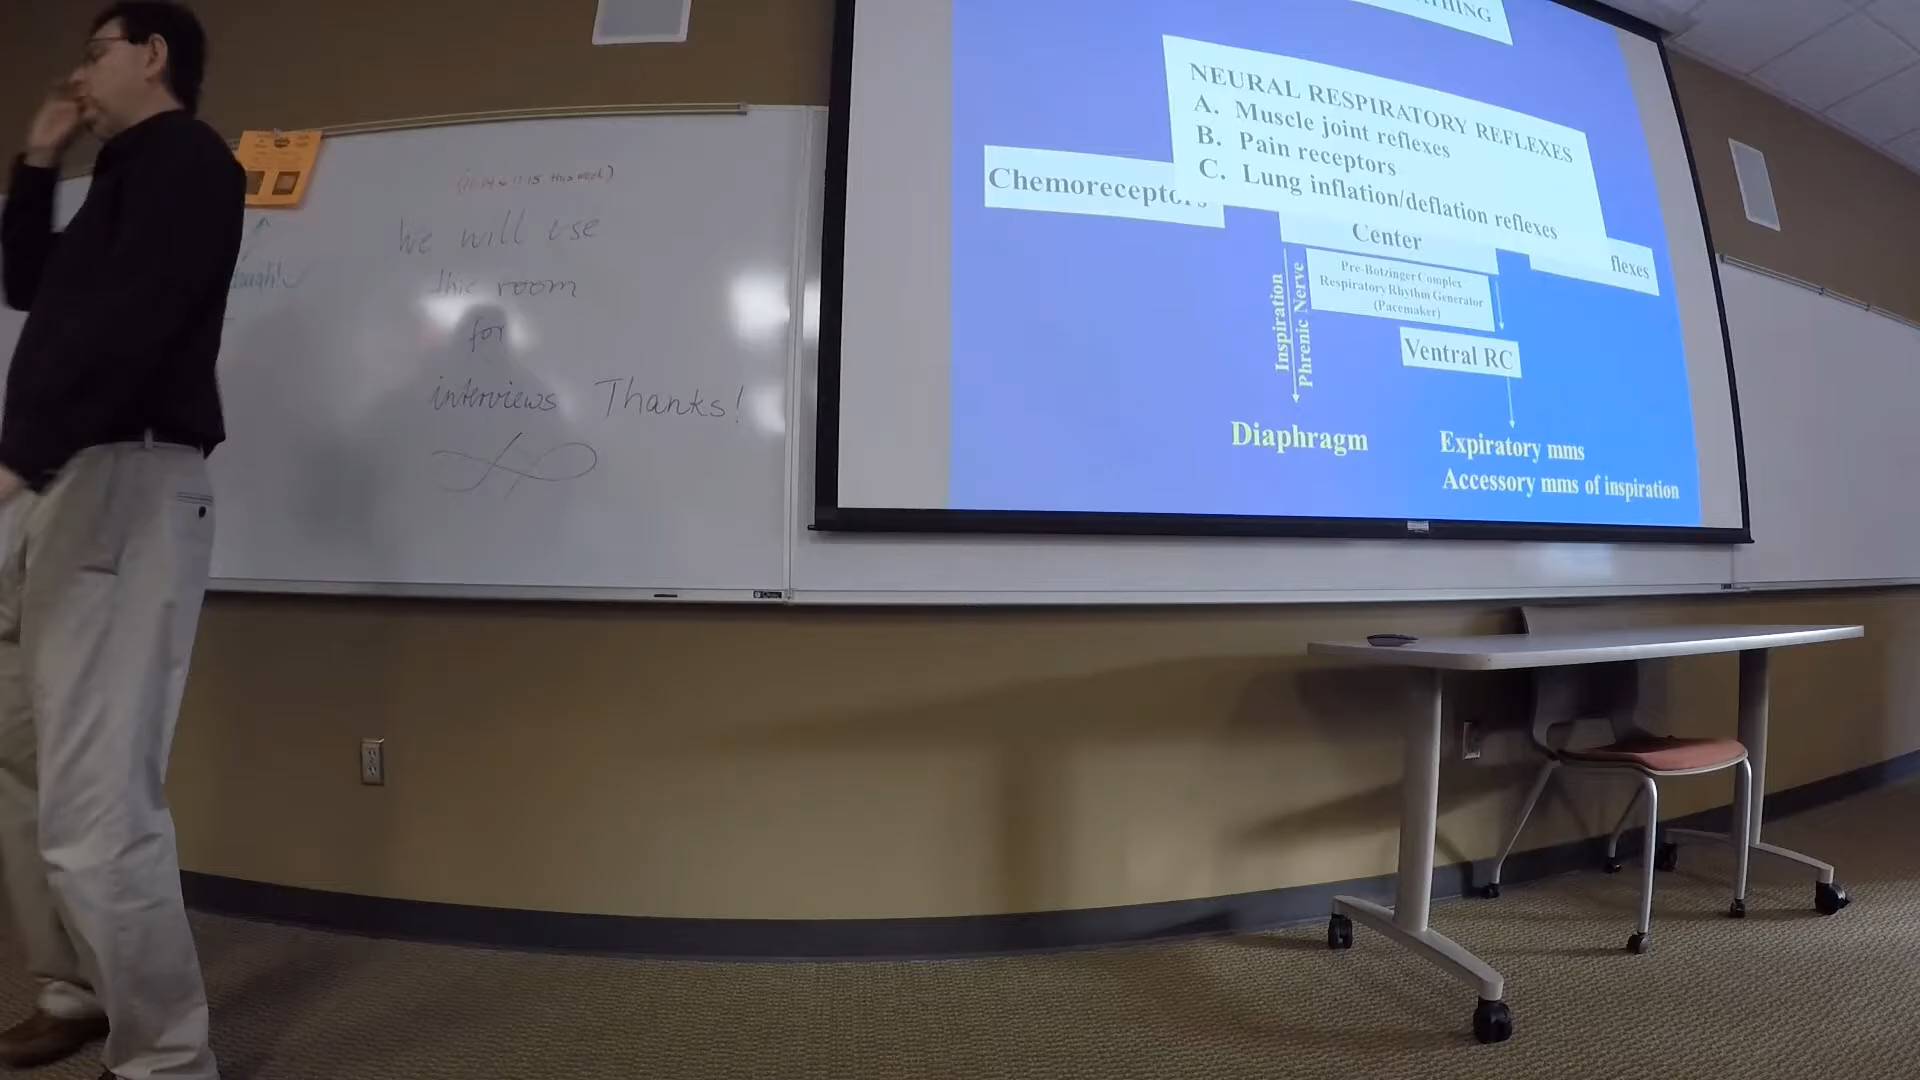 We will use
this room
for
interviews Thanks!
NEURAL RESPIRATORY REFLEXES
A. Muscle joint reflexes
B. Pain receptors
C. Lung inflation/deflation reflexes
Chemoreceptors
Center
flexes
Pre-Botzinger Complex
Respiratory Rhythm Generator
(Pacemaker)
Inspiration
Phrenic Nerve
Ventral RC
Diaphragm
Expiratory mms
Accessory mms of inspiration